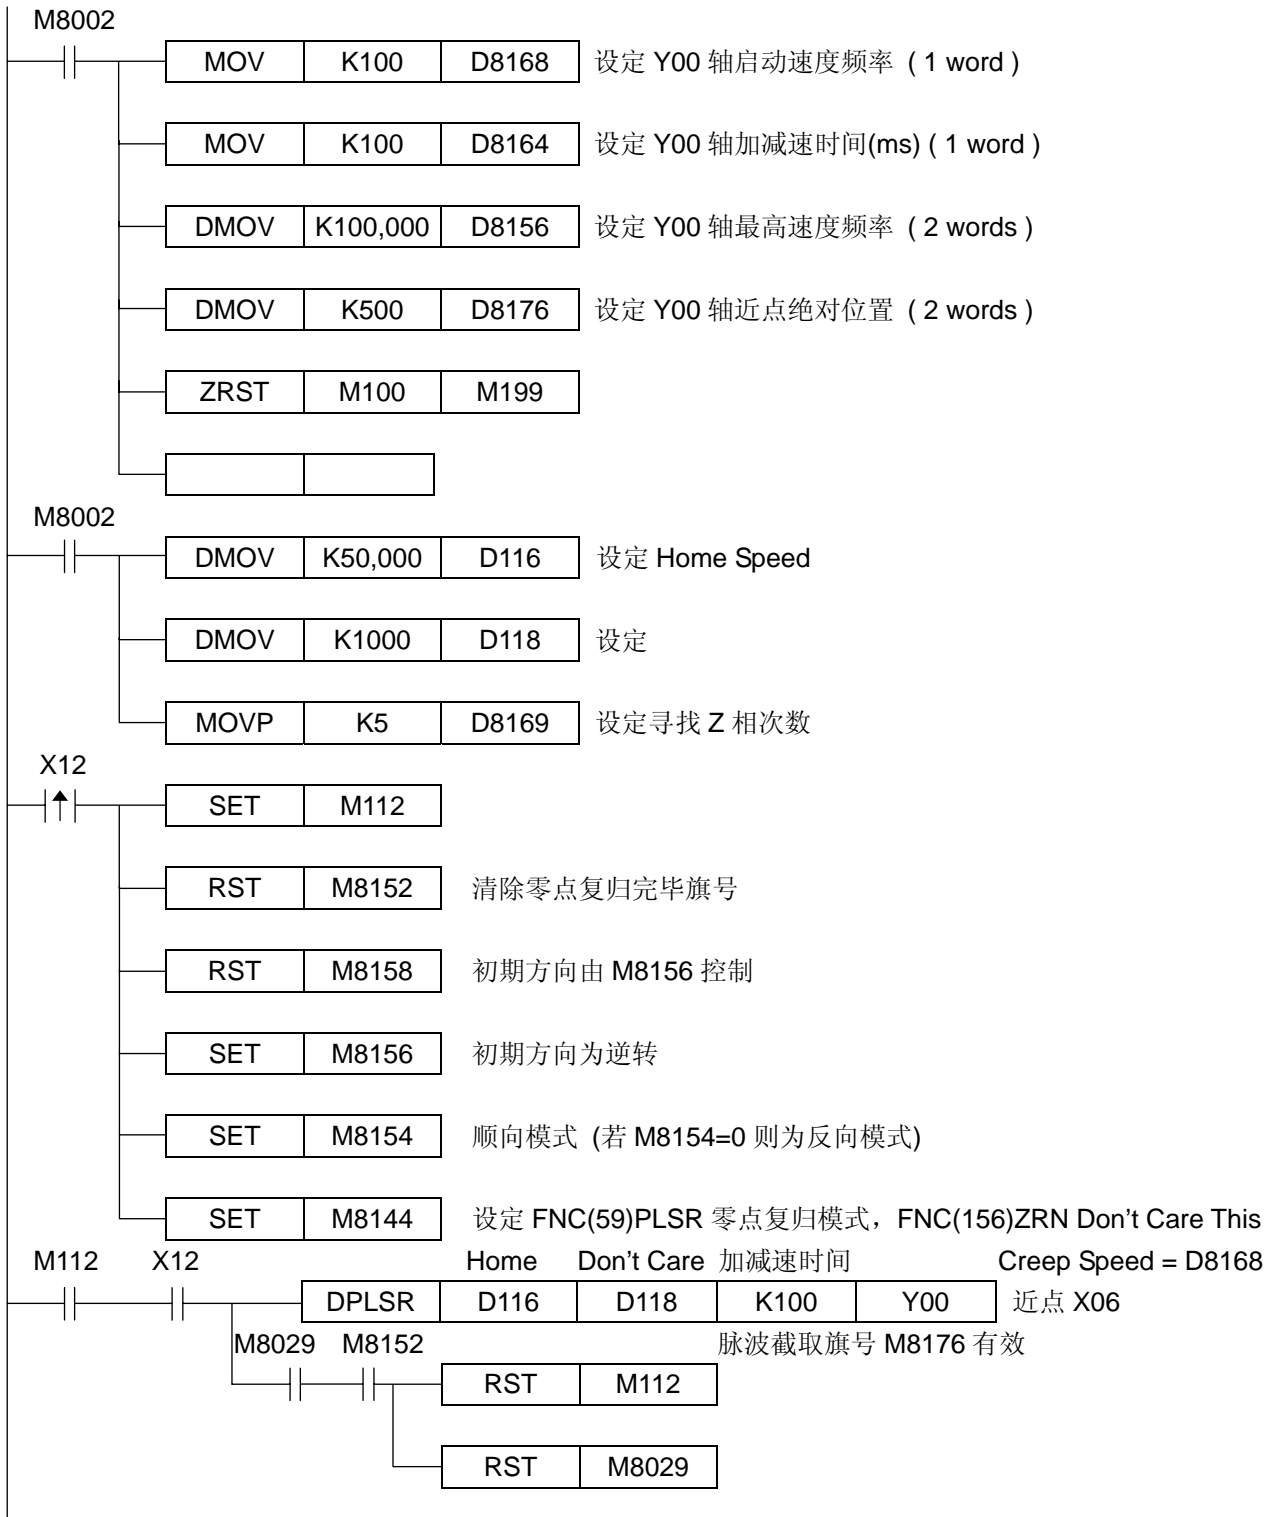 M8002
MOV K100 D8168 设定 Y00 轴启动速度频率 ( 1 word )
MOV K100 D8164 设定 Y00 轴加减速时间(ms) ( 1 word )
DMOV K100,000 D8156 设定 Y00 轴最高速度频率 ( 2 words )
DMOV K500 D8176 设定 Y00 轴近点绝对位置 ( 2 words )
ZRST M100 M199
M8002
DMOV K50,000 D116 设定 Home Speed
DMOV K1000 D118 设定
MOVP K5 D8169 设定寻找 Z 相次数
X12
SET M112
RST M8152 清除零点复归完毕旗号
RST M8158 初期方向由 M8156 控制
SET M8156 初期方向为逆转
SET M8154 顺向模式 (若 M8154=0 则为反向模式)
SET M8144 设定 FNC(59)PLSR 零点复归模式，FNC(156)ZRN Don't Care This
M112 X12 Home Don't Care 加减速时间 Creep Speed = D8168
DPLSR D116 D118 K100 Y00 近点 X06
M8029 M8152 脉波截取旗号 M8176 有效
RST M112
RST M8029